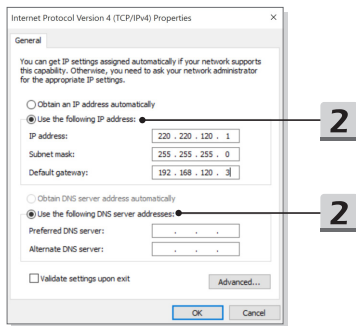 Internet Protocol Version 4 (TCP/IPv4) Properties
General
You can get IP settings assigned automatically if your network supports
this capability. Otherwise, you need to ask your network administrator
for the appropriate IP settings.
Obtain an IP address automatically
Use the following IP address:
2
IP address:
220 . 220 . 120 . 1
Subnet mask:
255 . 255 . 255 . 0
Default gateway:
192 . 168 . 120 . 3
Obtain DNS server address automatically
Use the following DNS server addresses:
2
Preferred DNS server:
. . .
Alternate DNS server:
. . .
Validate settings upon exit
Advanced...
OK
Cancel